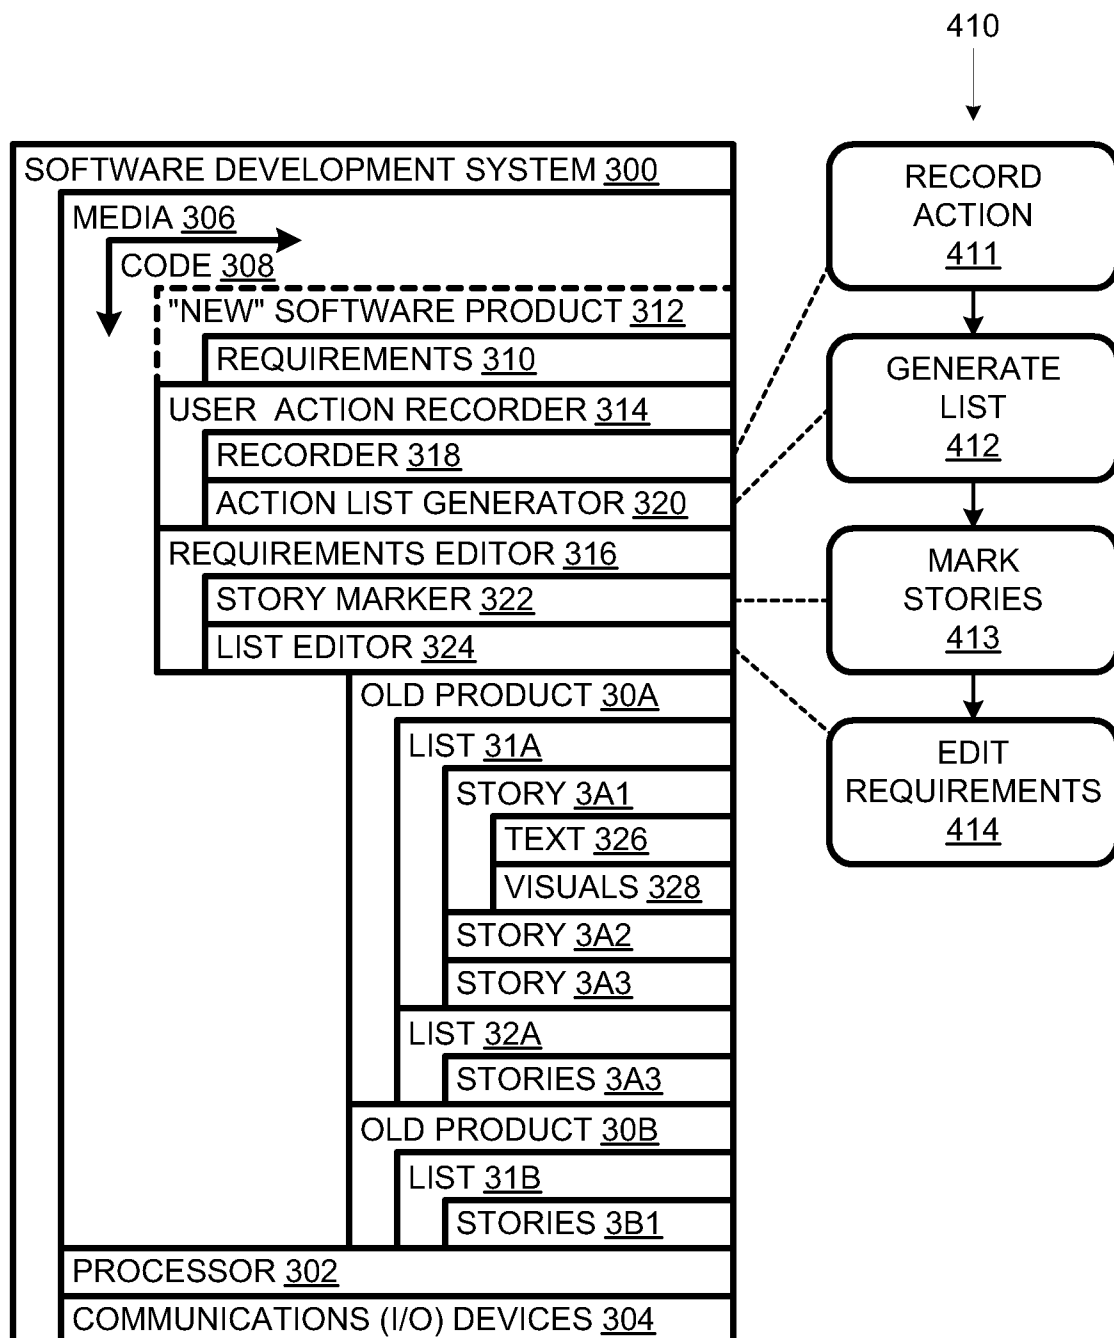 410
SOFTWARE DEVELOPMENT SYSTEM 300
MEDIA 306
CODE 308
"NEW" SOFTWARE PRODUCT 312
REQUIREMENTS 310
USER ACTION RECORDER 314
RECORDER 318
ACTION LIST GENERATOR 320
REQUIREMENTS EDITOR 316
STORY MARKER 322
LIST EDITOR 324
OLD PRODUCT 30A
LIST 31A
STORY 3A1
TEXT 326
VISUALS 328
STORY 3A2
STORY 3A3
LIST 32A
STORIES 3A3
OLD PRODUCT 30B
LIST 31B
STORIES 3B1
PROCESSOR 302
COMMUNICATIONS (I/O) DEVICES 304
RECORD
ACTION
411
GENERATE
LIST
412
MARK
STORIES
413
EDIT
REQUIREMENTS
414